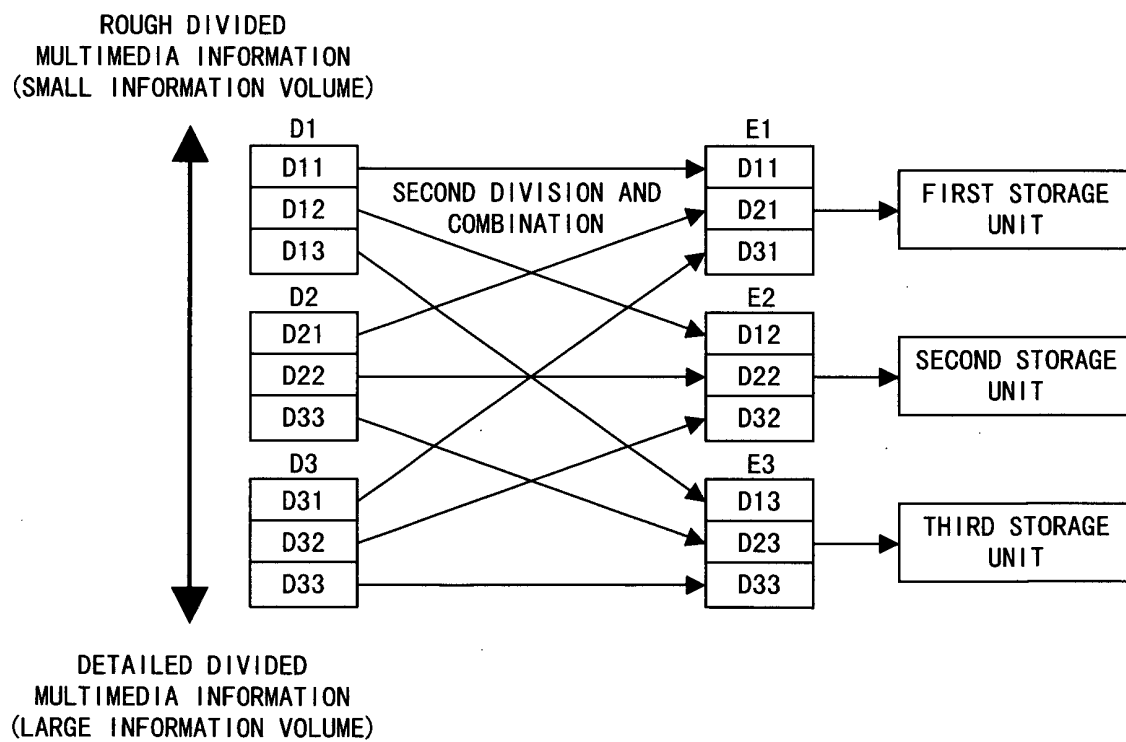 ROUGH DIVIDED
MULTIMEDIA INFORMATION
(SMALL INFORMATION VOLUME)
D1
D11
D12
D13
D2
D21
D22
D33
D3
D31
D32
D33
SECOND DIVISION AND
COMBINATION
E1
D11
D21
D31
E2
D12
D22
D32
E3
D13
D23
D33
FIRST STORAGE
UNIT
SECOND STORAGE
UNIT
THIRD STORAGE
UNIT
DETAILED DIVIDED
MULTIMEDIA INFORMATION
(LARGE INFORMATION VOLUME)